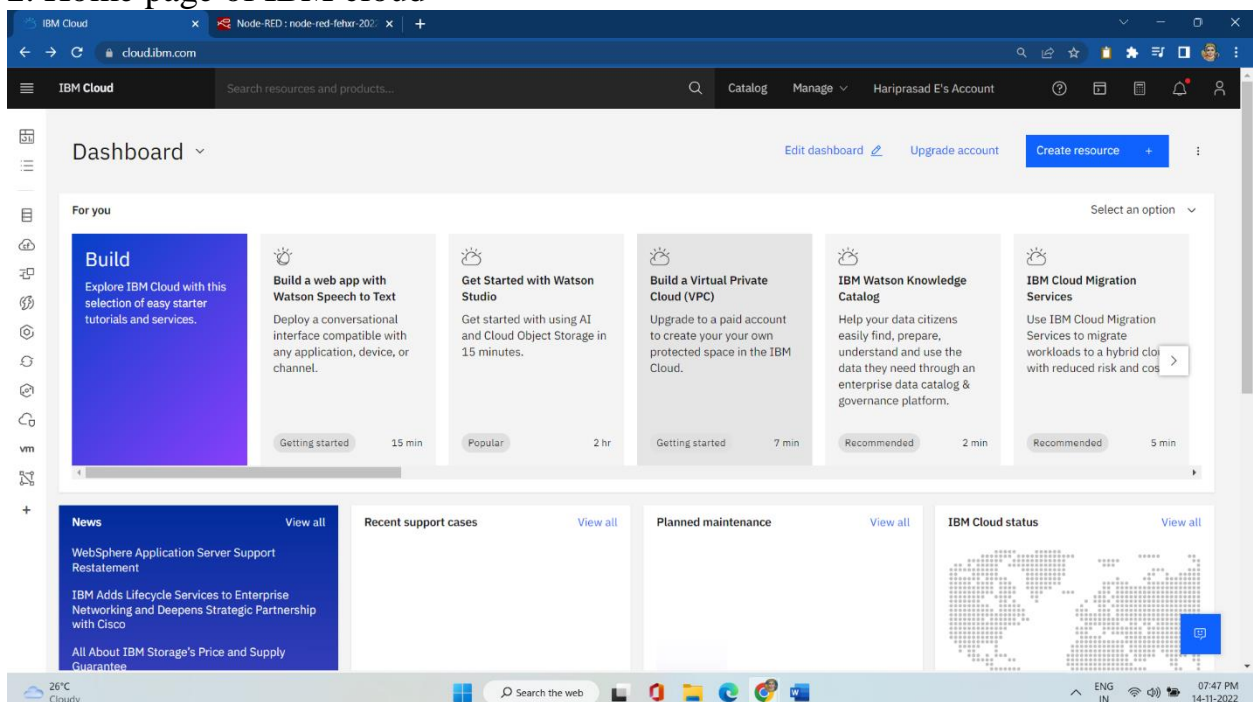 2. Home page of IBM cloud
IBM Cloud
Node-RED : node-red-fehxr-202
cloud.ibm.com
IBM Cloud
Search resources and products...
Catalog
Manage
Hariprasad E's Account
Dashboard
Edit dashboard
Upgrade account
Create resource +
For you
Select an option
Build
Explore IBM Cloud with this
selection of easy starter
tutorials and services.
Build a web app with
Watson Speech to Text
Deploy a conversational
interface compatible with
any application, device, or
channel.
Getting started 15 min
Get Started with Watson
Studio
Get started with using AI
and Cloud Object Storage in
15 minutes.
Popular 2 hr
Build a Virtual Private
Cloud (VPC)
Upgrade to a paid account
to create your your own
protected space in the IBM
Cloud.
Getting started 7 min
IBM Watson Knowledge
Catalog
Help your data citizens
easily find, prepare,
understand and use the
data they need through an
enterprise data catalog &
governance platform.
Recommended 2 min
IBM Cloud Migration
Services
Use IBM Cloud Migration
Services to migrate
workloads to a hybrid clo
with reduced risk and cos
Recommended 5 min
vm
News View all
WebSphere Application Server Support
Restatement
IBM Adds Lifecycle Services to Enterprise
Networking and Deepens Strategic Partnership
with Cisco
All About IBM Storage's Price and Supply
Guarantee
Recent support cases View all
Planned maintenance View all
IBM Cloud status View all
26°C
Cloudy
Search the web
ENG
IN
07:47 PM
14-11-2022